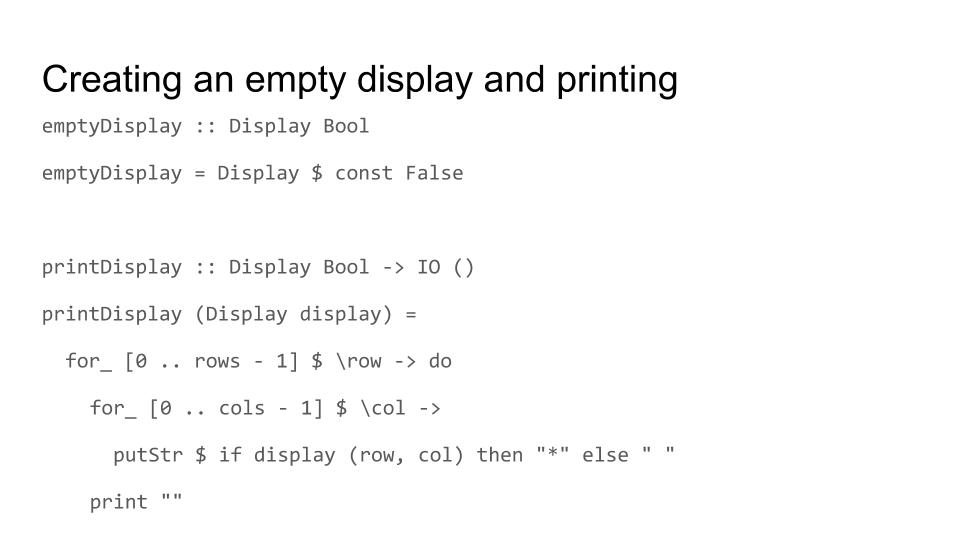 Creating an empty display and printing
emptyDisplay :: Display Bool
emptyDisplay = Display $ const False
printDisplay :: Display Bool -> IO ()
printDisplay (Display display) =
  for_ [0 .. rows - 1] $ \row -> do
    for_ [0 .. cols - 1] $ \col ->
      putStr $ if display (row, col) then "*" else " "
    print ""